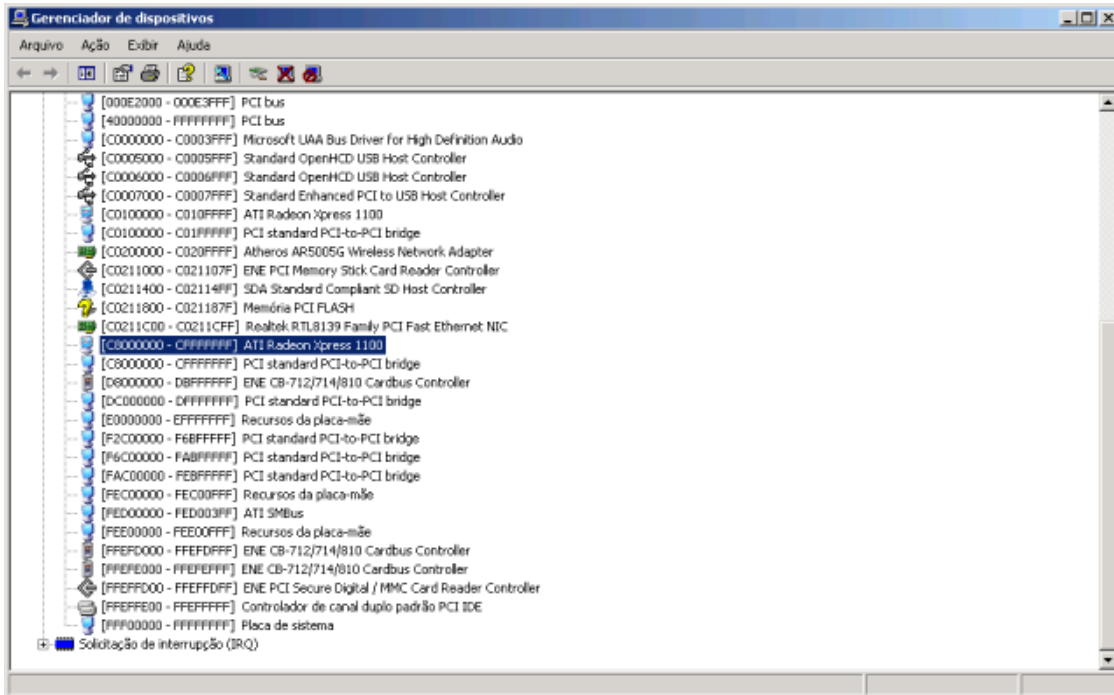 Gerenciador de dispositivos
Arquivo Ação Exibir Ajuda
[000E2000 - 000E3FFF] PCI bus
[40000000 - FFFFFFFF] PCI bus
[C0000000 - C0003FFF] Microsoft UAA Bus Driver for High Definition Audio
[C0005000 - C0005FFF] Standard OpenHCD USB Host Controller
[C0006000 - C0006FFF] Standard OpenHCD USB Host Controller
[C0007000 - C0007FFF] Standard Enhanced PCI to USB Host Controller
[C0100000 - C010FFFF] ATI Radeon Xpress 1100
[C0100000 - C01FFFFF] PCI standard PCI-to-PCI bridge
[C0200000 - C020FFFF] Atheros AR5005G Wireless Network Adapter
[C0211000 - C021107F] ENE PCI Memory Stick Card Reader Controller
[C0211400 - C02114FF] SDA Standard Compliant SD Host Controller
[C0211800 - C021187F] Memória PCI FLASH
[C0211C00 - C0211CFF] Realtek RTL8139 Family PCI Fast Ethernet NIC
[C8000000 - CFFFFFFF] ATI Radeon Xpress 1100
[C8000000 - CFFFFFFF] PCI standard PCI-to-PCI bridge
[D8000000 - DBFFFFFF] ENE CB-712/714/810 Cardbus Controller
[DC000000 - DFFFFFFF] PCI standard PCI-to-PCI bridge
[E0000000 - EFFFFFFF] Recursos da placa-mãe
[F2C00000 - F6BFFFFF] PCI standard PCI-to-PCI bridge
[F6C00000 - FABFFFFF] PCI standard PCI-to-PCI bridge
[FAC00000 - FEBFFFFF] PCI standard PCI-to-PCI bridge
[FEC00000 - FEC00FFF] Recursos da placa-mãe
[FED00000 - FED003FF] ATI SMBus
[FEE00000 - FEE00FFF] Recursos da placa-mãe
[FFEFD000 - FFEFDFFF] ENE CB-712/714/810 Cardbus Controller
[FFEFE000 - FFEFEFFF] ENE CB-712/714/810 Cardbus Controller
[FFEFFD00 - FFEFFDFF] ENE PCI Secure Digital / MMC Card Reader Controller
[FFEFFE00 - FFEFFFFF] Controlador de canal duplo padrão PCI IDE
[FFF00000 - FFFFFFFF] Placa de sistema
Solicitação de interrupção (IRQ)